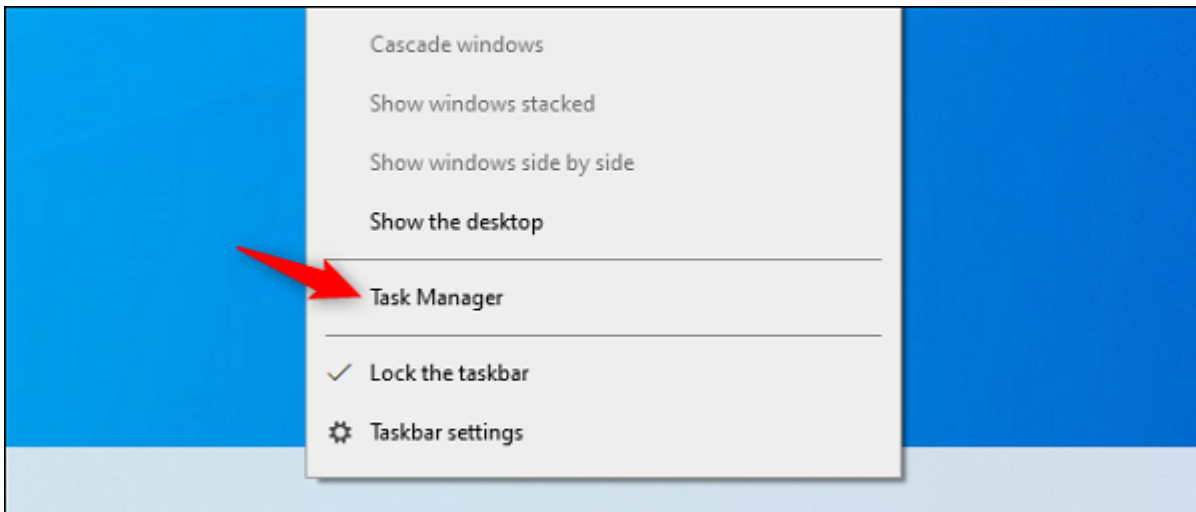 Cascade windows
Show windows stacked
Show windows side by side
Show the desktop
Task Manager
Lock the taskbar
Taskbar settings